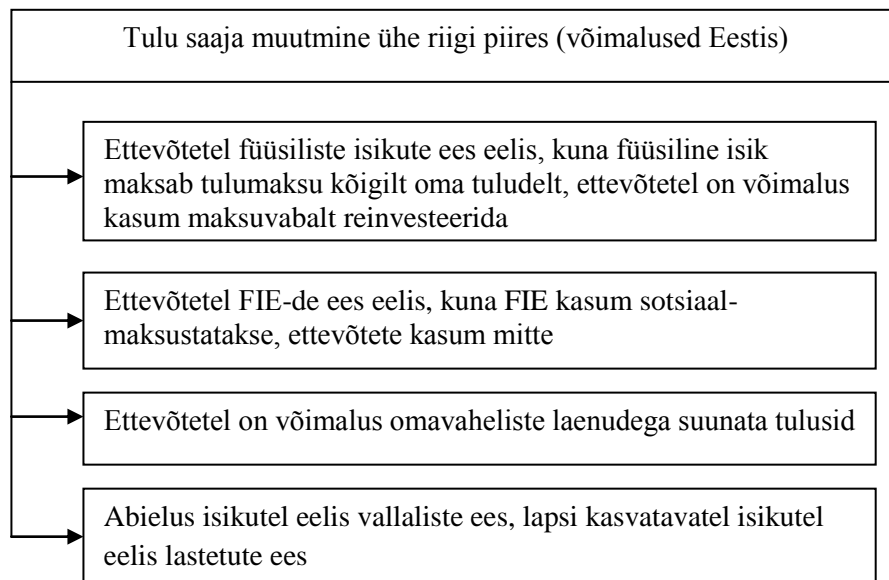 Tulu saaja muutmine ühe riigi piires (võimalused Eestis)
Ettevõtetel füüsiliste isikute ees eelis, kuna füüsiline isik
maksab tulumaksu kõigilt oma tuludelt, ettevõtetel on võimalus
kasum maksuvabalt reinvesteerida
Ettevõtetel FIE-de ees eelis, kuna FIE kasum sotsiaal-
maksustatakse, ettevõtete kasum mitte
Ettevõtetel on võimalus omavaheliste laenudega suunata tulusid
Abielus isikutel eelis vallaliste ees, lapsi kasvatavatel isikutel
eelis lastetute ees